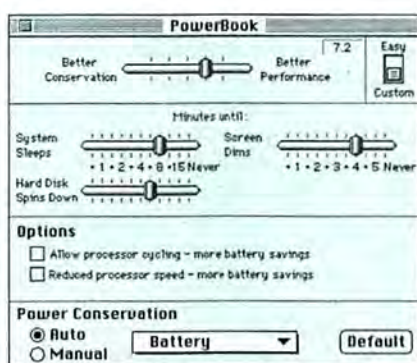 PowerBook
7.2
Easy
Better Conservation
Better Performance
Custom
Minutes until:
System Sleeps
Screen Dims
• 1 • 2 • 4 • 8 • 15 Never
• 1 • 2 • 3 • 4 • 5 Never
Hard Disk Spins Down
Options
Allow processor cycling – more battery savings
Reduced processor speed – more battery savings
Power Conservation
Auto
Manual
Battery
Default